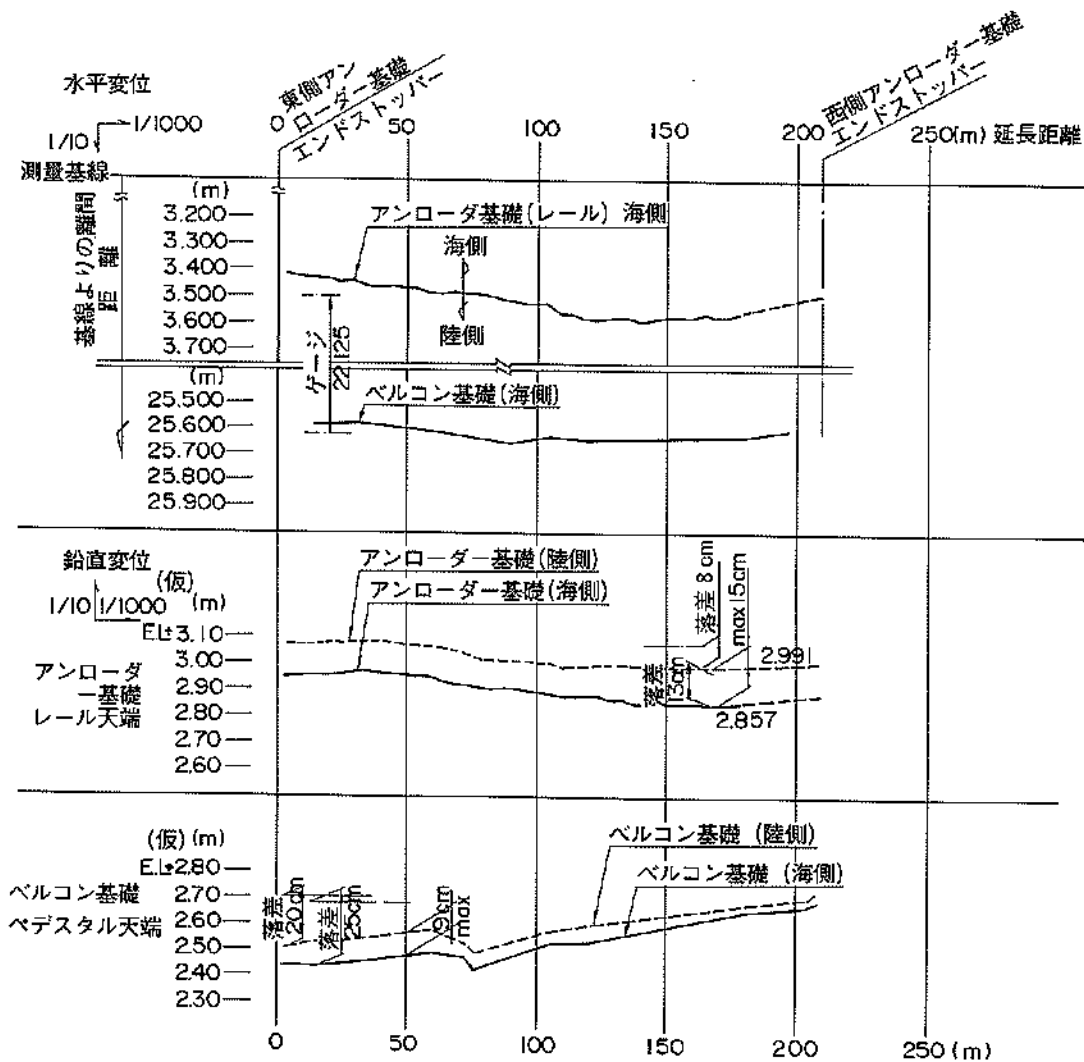 水平変位
東側アン
ローダー基礎
エンドストッパー
西側アンローダー基礎
エンドストッパー
1/1000
1/10
0
50
100
150
200
250(m) 延長距離
測量基線
基線よりの離間
距離
(m)
3.200
3.300
3.400
3.500
3.600
3.700
アンローダ基礎(レール) 海側
海側
陸側
ゲージ
22125
(m)
25.500
25.600
25.700
25.800
25.900
ベルコン基礎(海側)
鉛直変位
(仮)
1/10
1/1000
(m)
E.L+3.10
3.00
2.90
2.80
2.70
2.60
アンローダ
ー基礎
レール天端
アンローダー基礎(陸側)
アンローダー基礎(海側)
落差 8cm
max15cm
落差
13cm
2.991
2.857
(仮) (m)
E.L+2.80
2.70
2.60
2.50
2.40
2.30
ベルコン基礎
ペデスタル天端
落差
20cm
落差
25cm
9cm
max
ベルコン基礎 (陸側)
ベルコン基礎 (海側)
0
50
100
150
200
250 (m)